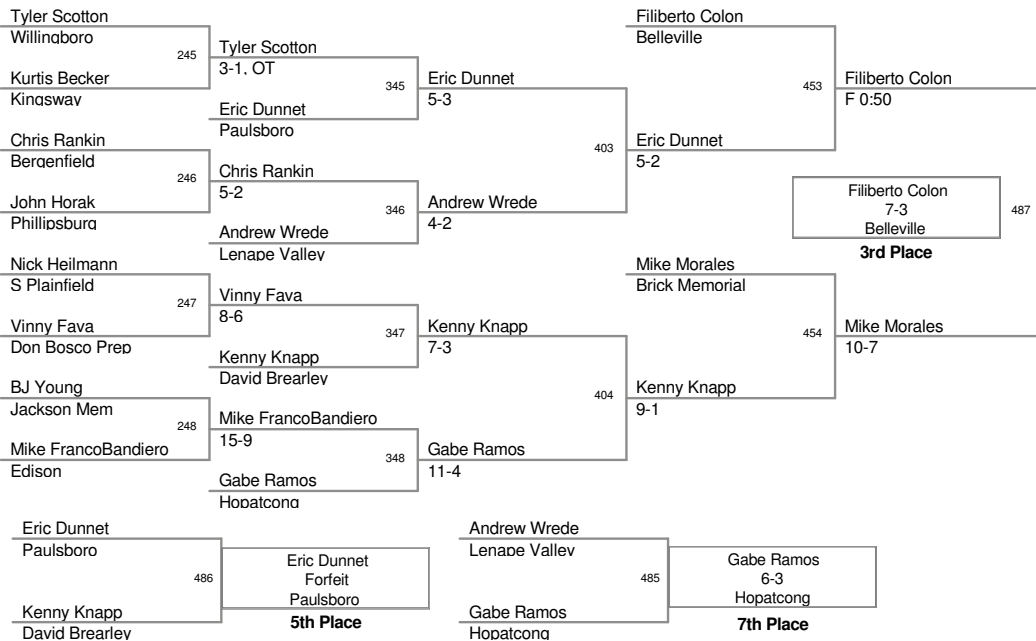 Tyler Scotton
Willingboro
245
Kurtis Becker
Kingsway
Chris Rankin
Bergenfield
246
John Horak
Phillipsburg
Nick Heilmann
S Plainfield
247
Vinny Fava
Don Bosco Prep
BJ Young
Jackson Mem
248
Mike FrancoBandiero
Edison
Tyler Scotton
3-1, OT
345
Eric Dunnet
Paulsboro
Chris Rankin
5-2
346
Andrew Wrede
Lenape Valley
Vinny Fava
8-6
347
Kenny Knapp
David Brearley
Mike FrancoBandiero
15-9
348
Gabe Ramos
Hopatcong
Eric Dunnet
5-3
403
Andrew Wrede
4-2
Kenny Knapp
7-3
404
Gabe Ramos
11-4
Filiberto Colon
Belleville
453
Eric Dunnet
5-2
Mike Morales
Brick Memorial
454
Kenny Knapp
9-1
Filiberto Colon
F 0:50
Filiberto Colon
7-3
Belleville
487
3rd Place
Mike Morales
10-7
Eric Dunnet
Paulsboro
486
Kenny Knapp
David Brearley
Eric Dunnet
Forfeit
Paulsboro
5th Place
Andrew Wrede
Lenape Valley
485
Gabe Ramos
Hopatcong
Gabe Ramos
6-3
Hopatcong
7th Place